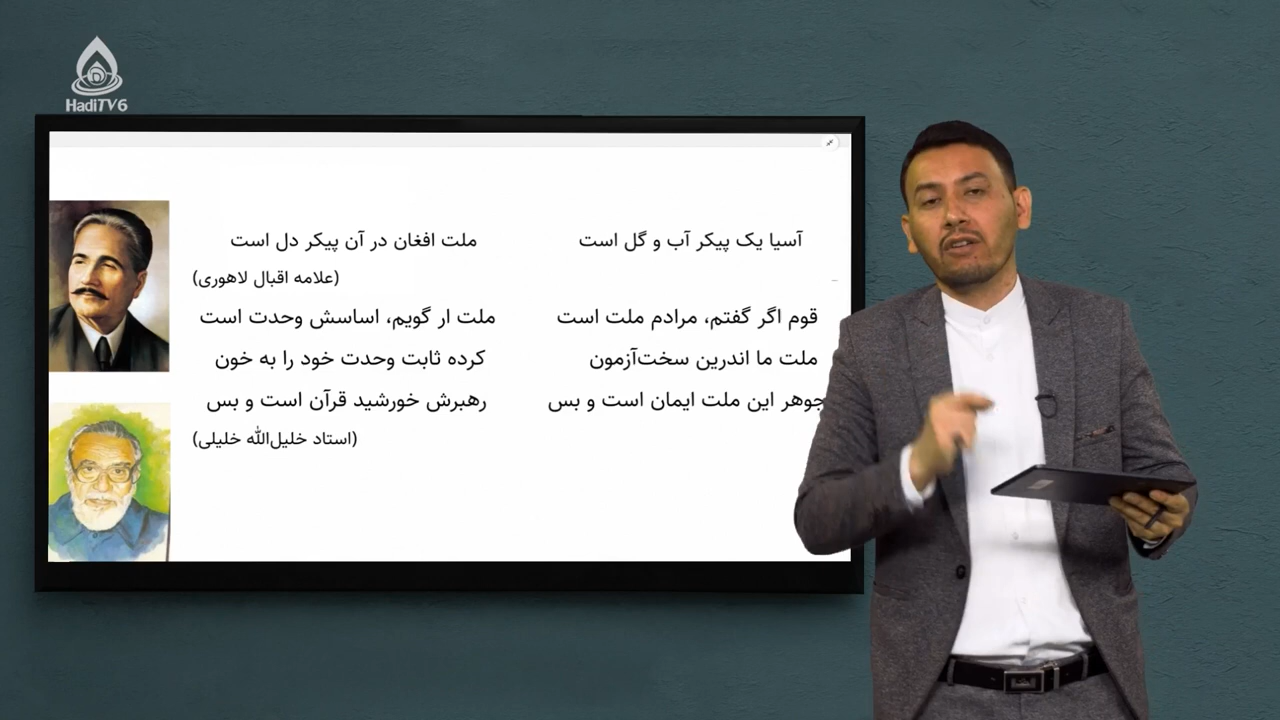 HadiTV6
آسیا یک پیکر آب و گل است ملت افغان در آن پیکر دل است
(علامه اقبال لاهوری)
قوم اگر گفتم، مرادم ملت است ملت ار گویم، اساسش وحدت است
ملت ما اندرین سخت‌آزمون کرده ثابت وحدت خود را به خون
جوهر این ملت ایمان است و بس رهبرش خورشید قرآن است و بس
(استاد خلیل‌الله خلیلی)